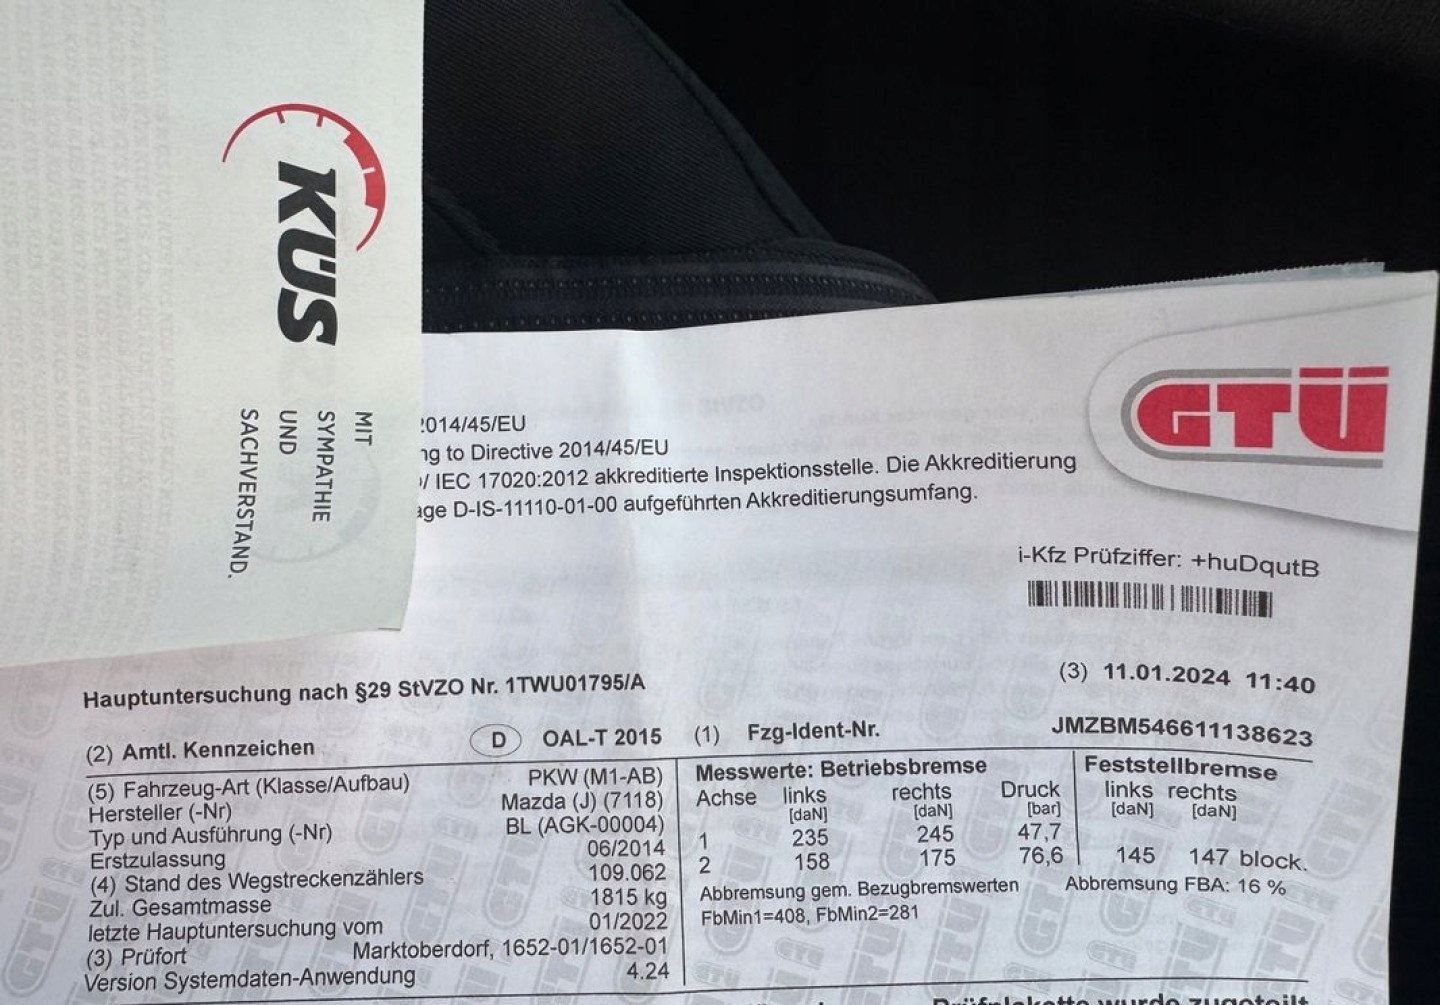 KÜS
MIT
SYMPATHIE
UND
SACHVERSTAND.
GTÜ
2014/45/EU
ng to Directive 2014/45/EU
/ IEC 17020:2012 akkreditierte Inspektionsstelle. Die Akkreditierung
age D-IS-11110-01-00 aufgeführten Akkreditierungsumfang.
i-Kfz Prüfziffer: +huDqutB
(3) 11.01.2024 11:40
Hauptuntersuchung nach §29 StVZO Nr. 1TWU01795/A
(2) Amtl. Kennzeichen D OAL-T 2015 (1) Fzg-Ident-Nr. JMZBM546611138623
(5) Fahrzeug-Art (Klasse/Aufbau) PKW (M1-AB)
Hersteller (-Nr) Mazda (J) (7118)
Typ und Ausführung (-Nr) BL (AGK-00004)
Erstzulassung 06/2014
(4) Stand des Wegstreckenzählers 109.062
Zul. Gesamtmasse 1815 kg
letzte Hauptuntersuchung vom 01/2022
(3) Prüfort Marktoberdorf, 1652-01/1652-01
Version Systemdaten-Anwendung 4.24
Messwerte: Betriebsbremse Feststellbremse
Achse links rechts Druck links rechts
[daN] [daN] [bar] [daN] [daN]
1 235 245 47,7
2 158 175 76,6 145 147 block.
Abbremsung gem. Bezugbremswerten Abbremsung FBA: 16 %
FbMin1=408, FbMin2=281
Prüfplakette wurde zugeteilt